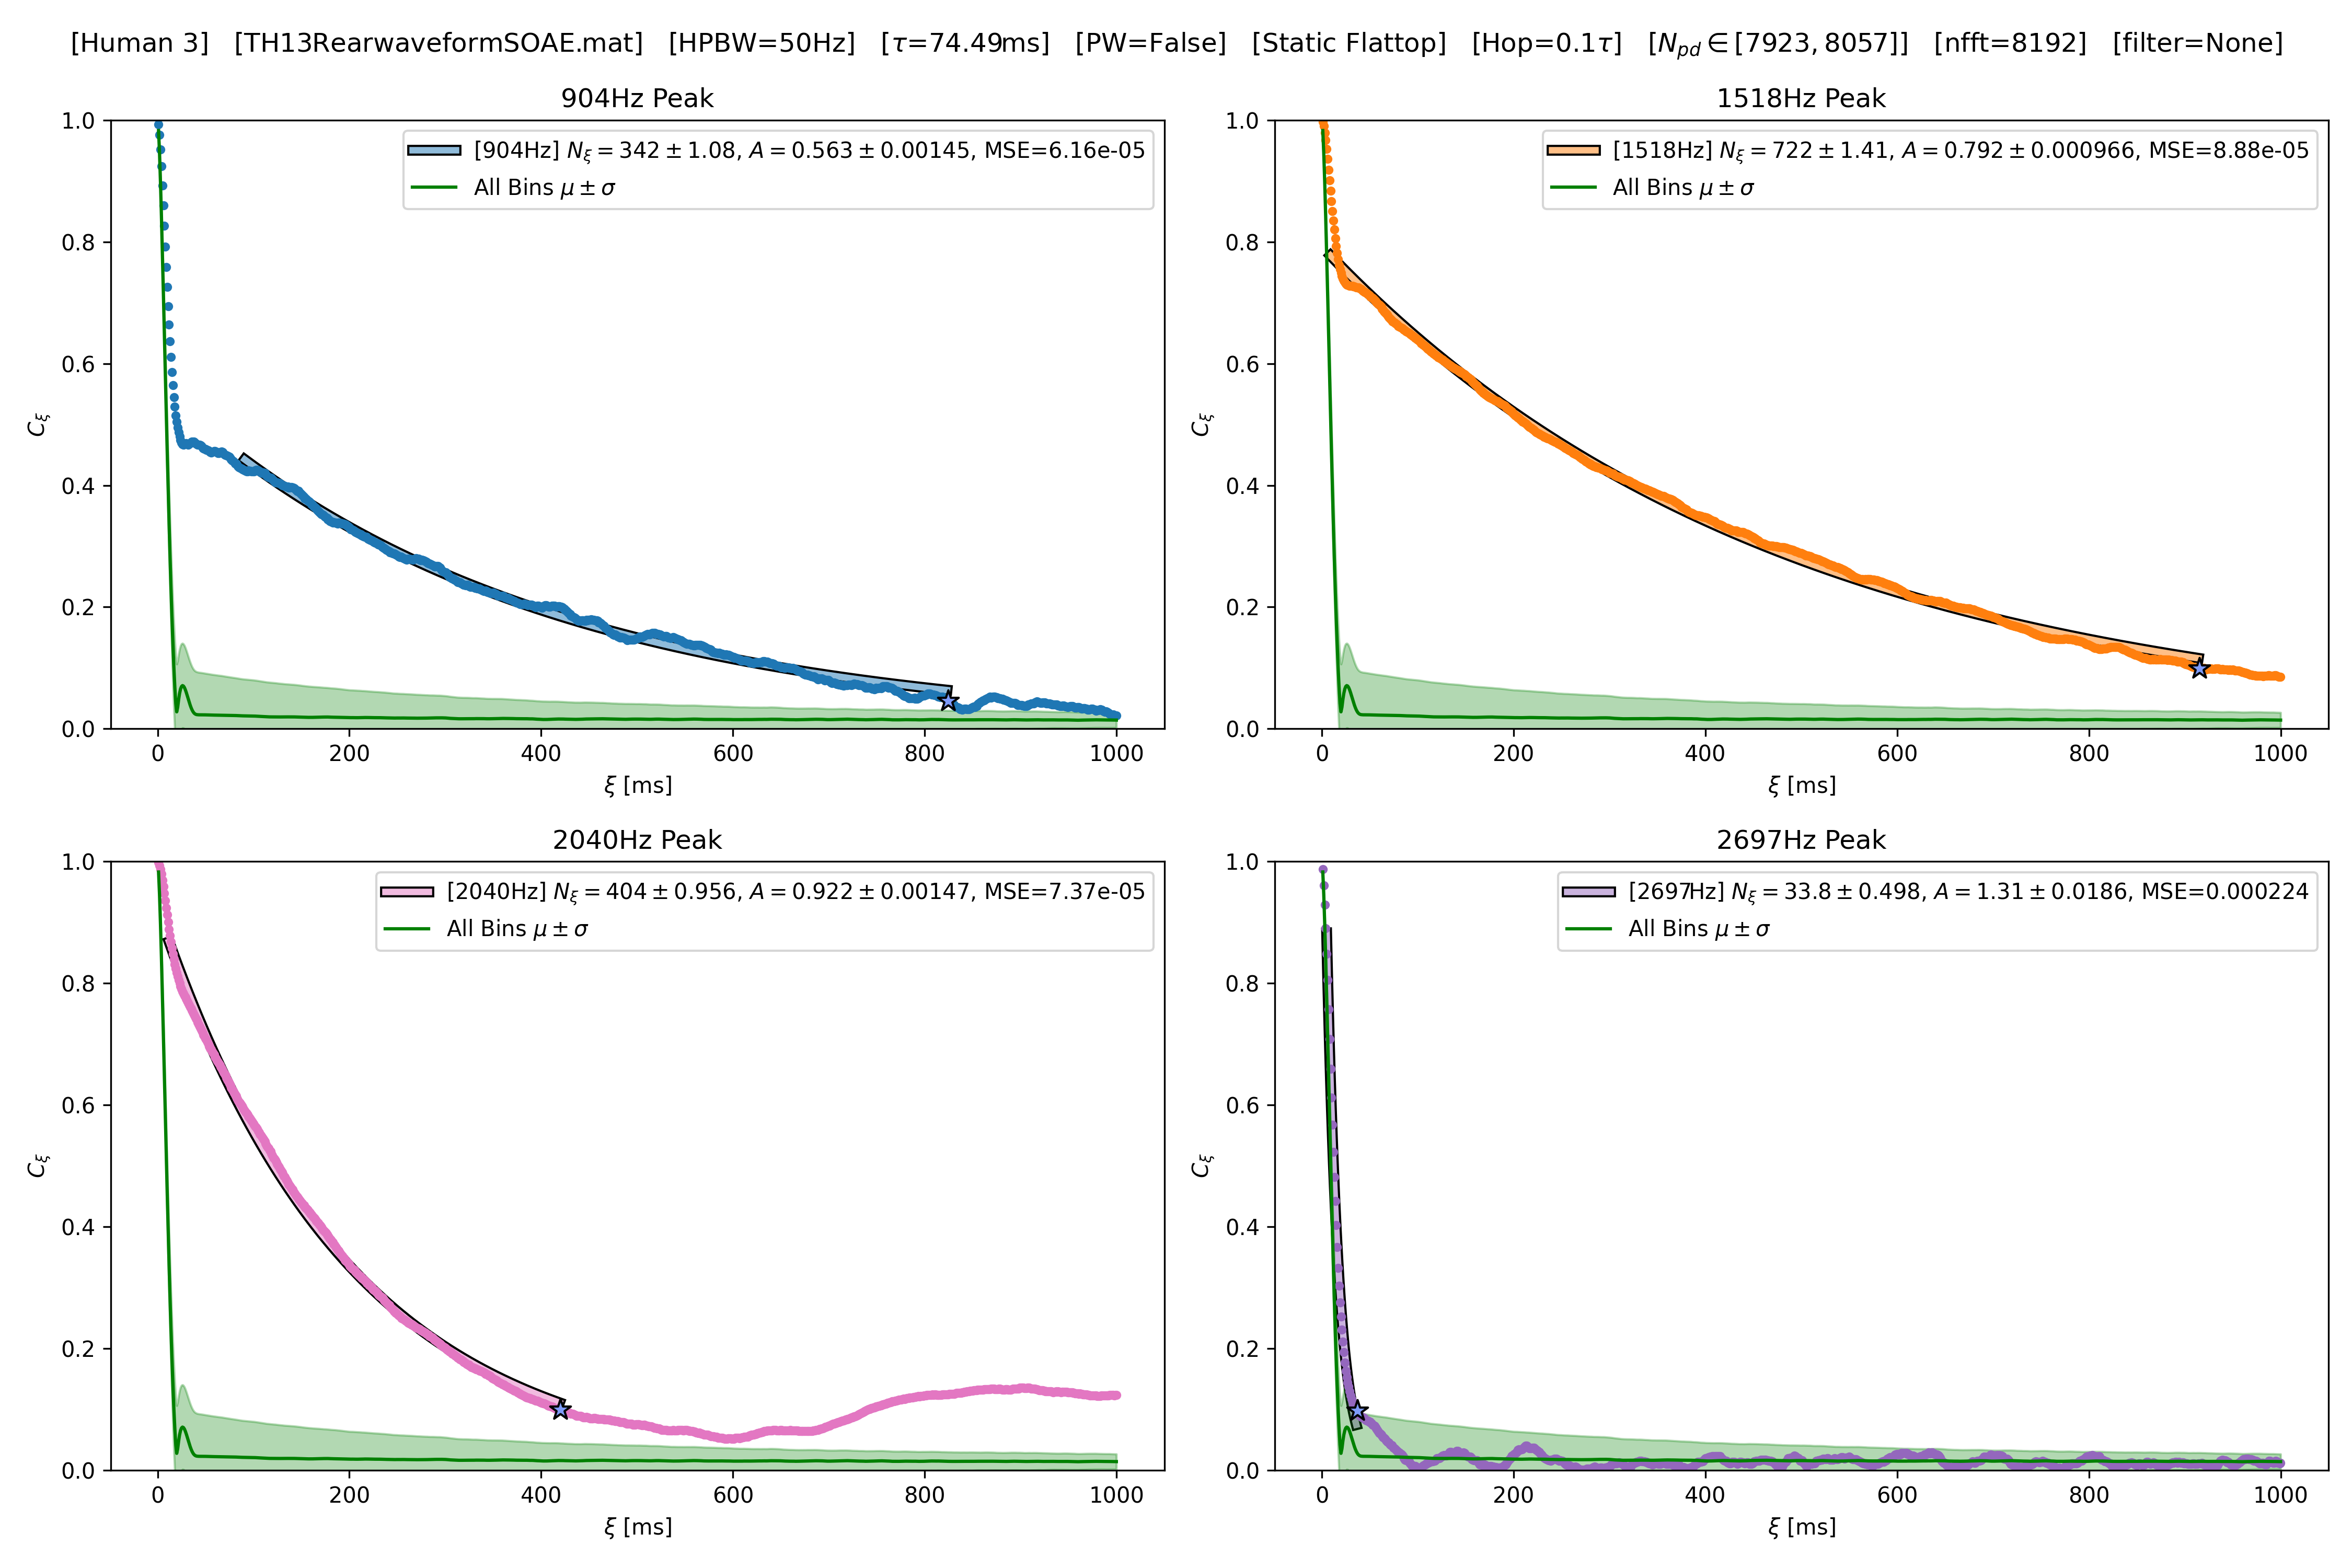 [Human 3] [TH13RearwaveformSOAE.mat] [HPBW=50Hz] [τ=74.49ms] [PW=False] [Static Flattop] [Hop=0.1τ] [N_pd ∈ [7923, 8057]] [nfft=8192] [filter=None]
904Hz Peak
[904Hz] N_ξ = 342 ± 1.08, A = 0.563 ± 0.00145, MSE=6.16e-05
All Bins μ ± σ
1.0
0.8
0.6
0.4
0.2
0.0
C_ξ
0 200 400 600 800 1000
ξ [ms]
1518Hz Peak
[1518Hz] N_ξ = 722 ± 1.41, A = 0.792 ± 0.000966, MSE=8.88e-05
All Bins μ ± σ
1.0
0.8
0.6
0.4
0.2
0.0
C_ξ
0 200 400 600 800 1000
ξ [ms]
2040Hz Peak
[2040Hz] N_ξ = 404 ± 0.956, A = 0.922 ± 0.00147, MSE=7.37e-05
All Bins μ ± σ
1.0
0.8
0.6
0.4
0.2
0.0
C_ξ
0 200 400 600 800 1000
ξ [ms]
2697Hz Peak
[2697Hz] N_ξ = 33.8 ± 0.498, A = 1.31 ± 0.0186, MSE=0.000224
All Bins μ ± σ
1.0
0.8
0.6
0.4
0.2
0.0
C_ξ
0 200 400 600 800 1000
ξ [ms]